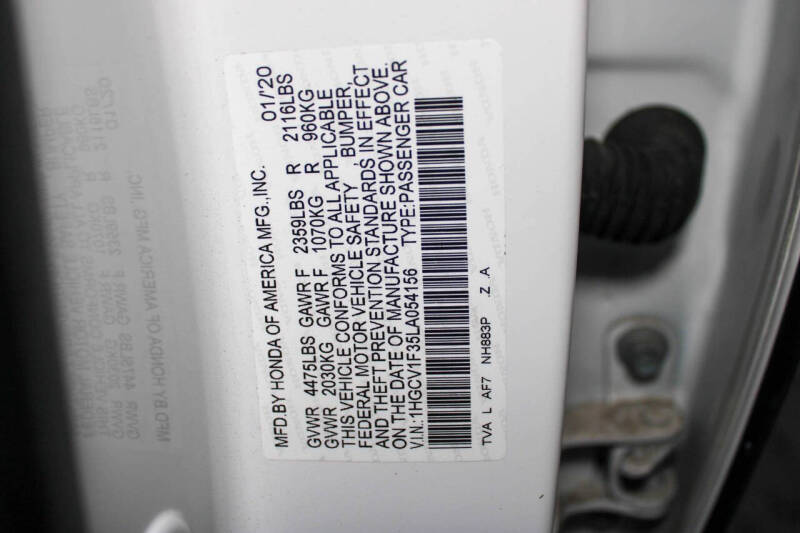 MFD.BY HONDA OF AMERICA MFG.,INC. 01/'20
GVWR 4475LBS GAWR F 2359LBS R 2116LBS
GVWR 2030KG GAWR F 1070KG R 960KG
THIS VEHICLE CONFORMS TO ALL APPLICABLE
FEDERAL MOTOR VEHICLE SAFETY , BUMPER,
AND THEFT PREVENTION STANDARDS IN EFFECT
ON THE DATE OF MANUFACTURE SHOWN ABOVE.
V.I.N.: 1HGCV1F35LA054156 TYPE:PASSENGER CAR
TVA L AF7 NH883P .Z .A